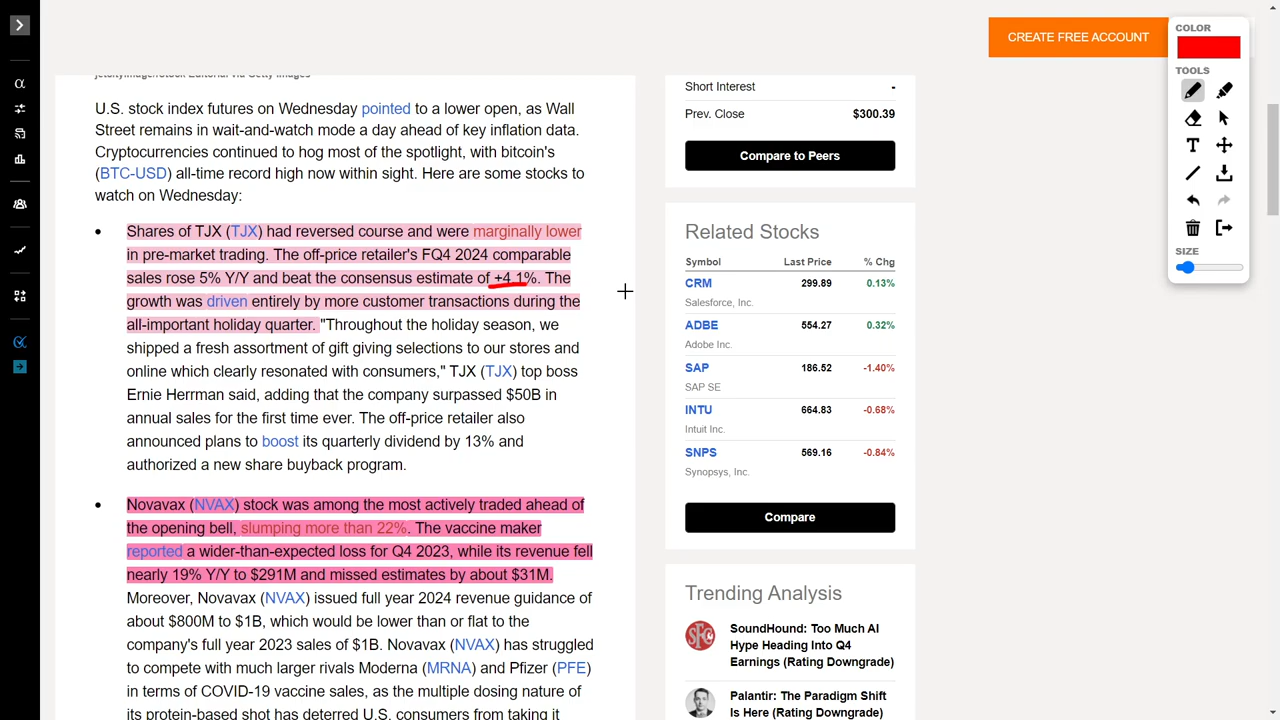 CREATE FREE ACCOUNT
COLOR
TOOLS
SIZE
jetcityimage/iStock Editorial via Getty Images
U.S. stock index futures on Wednesday pointed to a lower open, as Wall
Street remains in wait-and-watch mode a day ahead of key inflation data.
Cryptocurrencies continued to hog most of the spotlight, with bitcoin's
(BTC-USD) all-time record high now within sight. Here are some stocks to
watch on Wednesday:
Shares of TJX (TJX) had reversed course and were marginally lower
in pre-market trading. The off-price retailer's FQ4 2024 comparable
sales rose 5% Y/Y and beat the consensus estimate of +4.1%. The
growth was driven entirely by more customer transactions during the
all-important holiday quarter. "Throughout the holiday season, we
shipped a fresh assortment of gift giving selections to our stores and
online which clearly resonated with consumers," TJX (TJX) top boss
Ernie Herrman said, adding that the company surpassed $50B in
annual sales for the first time ever. The off-price retailer also
announced plans to boost its quarterly dividend by 13% and
authorized a new share buyback program.
Novavax (NVAX) stock was among the most actively traded ahead of
the opening bell, slumping more than 22%. The vaccine maker
reported a wider-than-expected loss for Q4 2023, while its revenue fell
nearly 19% Y/Y to $291M and missed estimates by about $31M.
Moreover, Novavax (NVAX) issued full year 2024 revenue guidance of
about $800M to $1B, which would be lower than or flat to the
company's full year 2023 sales of $1B. Novavax (NVAX) has struggled
to compete with much larger rivals Moderna (MRNA) and Pfizer (PFE)
in terms of COVID-19 vaccine sales, as the multiple dosing nature of
its protein-based shot has deterred U.S. consumers from taking it
Short Interest -
Prev. Close $300.39
Compare to Peers
Related Stocks
Symbol Last Price % Chg
CRM 299.89 0.13%
Salesforce, Inc.
ADBE 554.27 0.32%
Adobe Inc.
SAP 186.52 -1.40%
SAP SE
INTU 664.83 -0.68%
Intuit Inc.
SNPS 569.16 -0.84%
Synopsys, Inc.
Compare
Trending Analysis
SoundHound: Too Much AI
Hype Heading Into Q4
Earnings (Rating Downgrade)
Palantir: The Paradigm Shift
Is Here (Rating Downgrade)